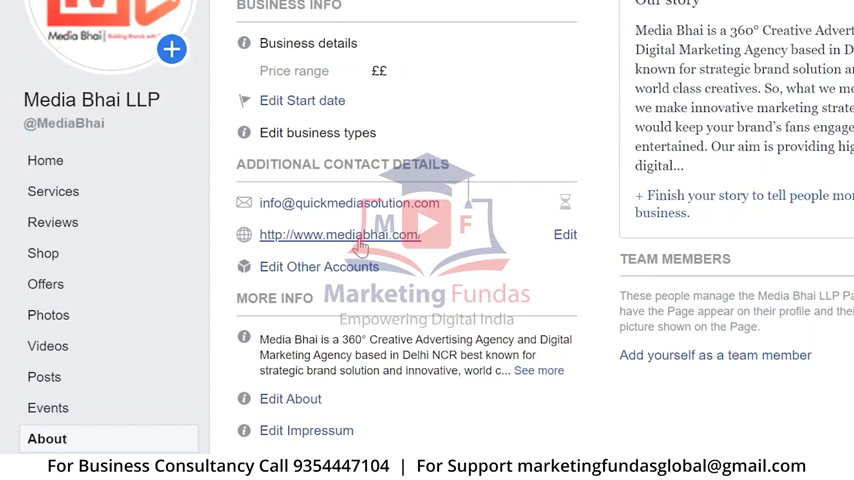 Media Bhai | Building Brands with
Media Bhai LLP
@MediaBhai
Home
Services
Reviews
Shop
Offers
Photos
Videos
Posts
Events
About
BUSINESS INFO
Business details
Price range ££
Edit Start date
Edit business types
ADDITIONAL CONTACT DETAILS
info@quickmediasolution.com
http://www.mediabhai.com/ Edit
Edit Other Accounts
MORE INFO
Media Bhai is a 360° Creative Advertising Agency and Digital
Marketing Agency based in Delhi NCR best known for
strategic brand solution and innovative, world c... See more
Edit About
Edit Impressum
M F
Marketing Fundas
Empowering Digital India
Our story
Media Bhai is a 360° Creative Advert
Digital Marketing Agency based in D
known for strategic brand solution a
world class creatives. So, what we m
we make innovative marketing strate
would keep your brand's fans engage
entertained. Our aim is providing hig
digital...
+ Finish your story to tell people mor
business.
TEAM MEMBERS
These people manage the Media Bhai LLP Pa
have the Page appear on their profile and thei
picture shown on the Page.
Add yourself as a team member
For Business Consultancy Call 9354447104 | For Support marketingfundasglobal@gmail.com